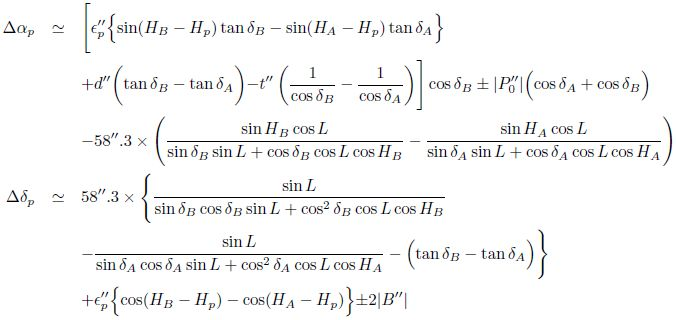 Δα_p ≃ [ϵ″_p{sin(H_B − H_p) tan δ_B − sin(H_A − H_p) tan δ_A}
+d″(tan δ_B − tan δ_A)−t″(1/cos δ_B − 1/cos δ_A)] cos δ_B ± |P″_0|(cos δ_A + cos δ_B)
−58″.3 × (sin H_B cos L/(sin δ_B sin L + cos δ_B cos L cos H_B) − sin H_A cos L/(sin δ_A sin L + cos δ_A cos L cos H_A))
Δδ_p ≃ 58″.3 × {sin L/(sin δ_B cos δ_B sin L + cos² δ_B cos L cos H_B)
−sin L/(sin δ_A cos δ_A sin L + cos² δ_A cos L cos H_A) − (tan δ_B − tan δ_A)}
+ϵ″_p{cos(H_B − H_p) − cos(H_A − H_p)}±2|B″|